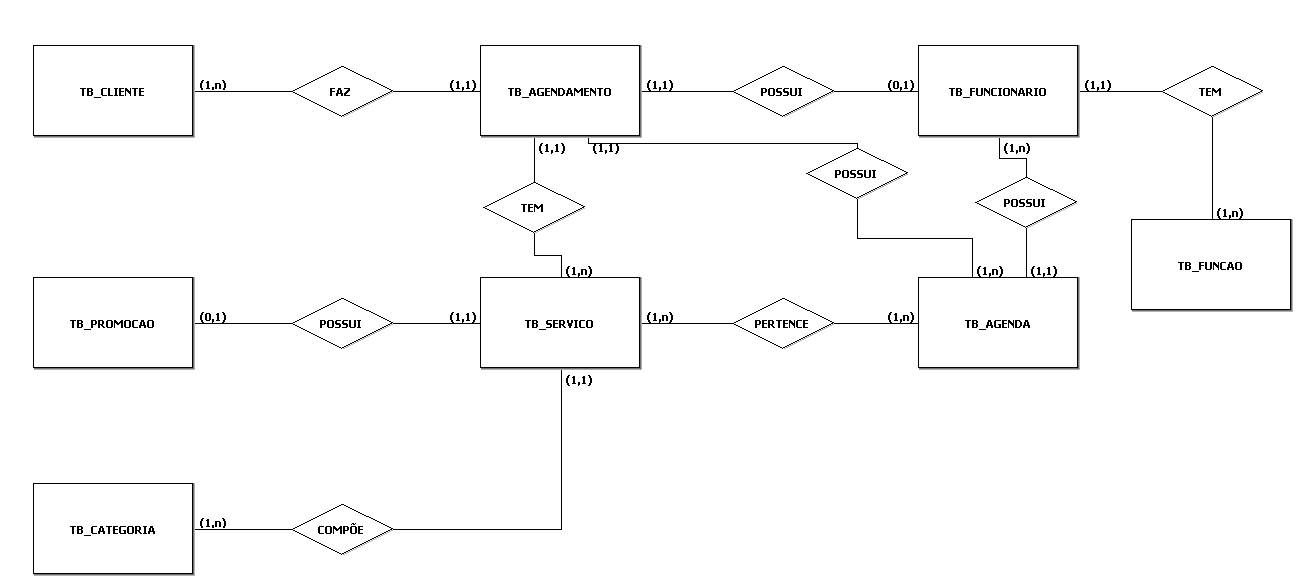 TB_CLIENTE
(1,n)
FAZ
(1,1)
TB_AGENDAMENTO
(1,1)
POSSUI
(0,1)
TB_FUNCIONARIO
(1,1)
TEM
(1,1)
(1,1)
(1,n)
POSSUI
TEM
POSSUI
(1,n)
TB_FUNCAO
(1,n)
(1,n)
(1,1)
TB_PROMOCAO
(0,1)
POSSUI
(1,1)
TB_SERVICO
(1,n)
PERTENCE
(1,n)
TB_AGENDA
(1,1)
TB_CATEGORIA
(1,n)
COMPÕE